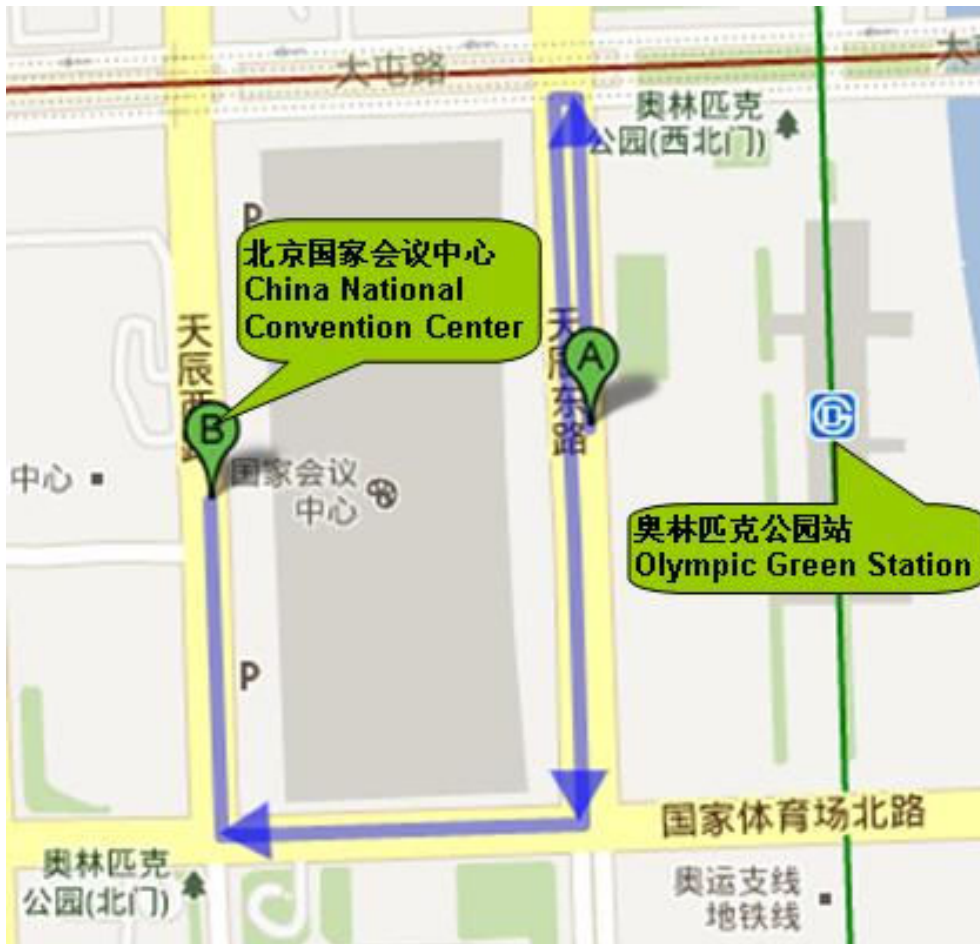 大屯路
奥林匹克
公园(西北门)
P
北京国家会议中心
China National
Convention Center
天辰西路
天辰东路
A
B
中心
国家会议
中心
奥林匹克公园站
Olympic Green Station
P
国家体育场北路
奥林匹克
公园(北门)
奥运支线
地铁线